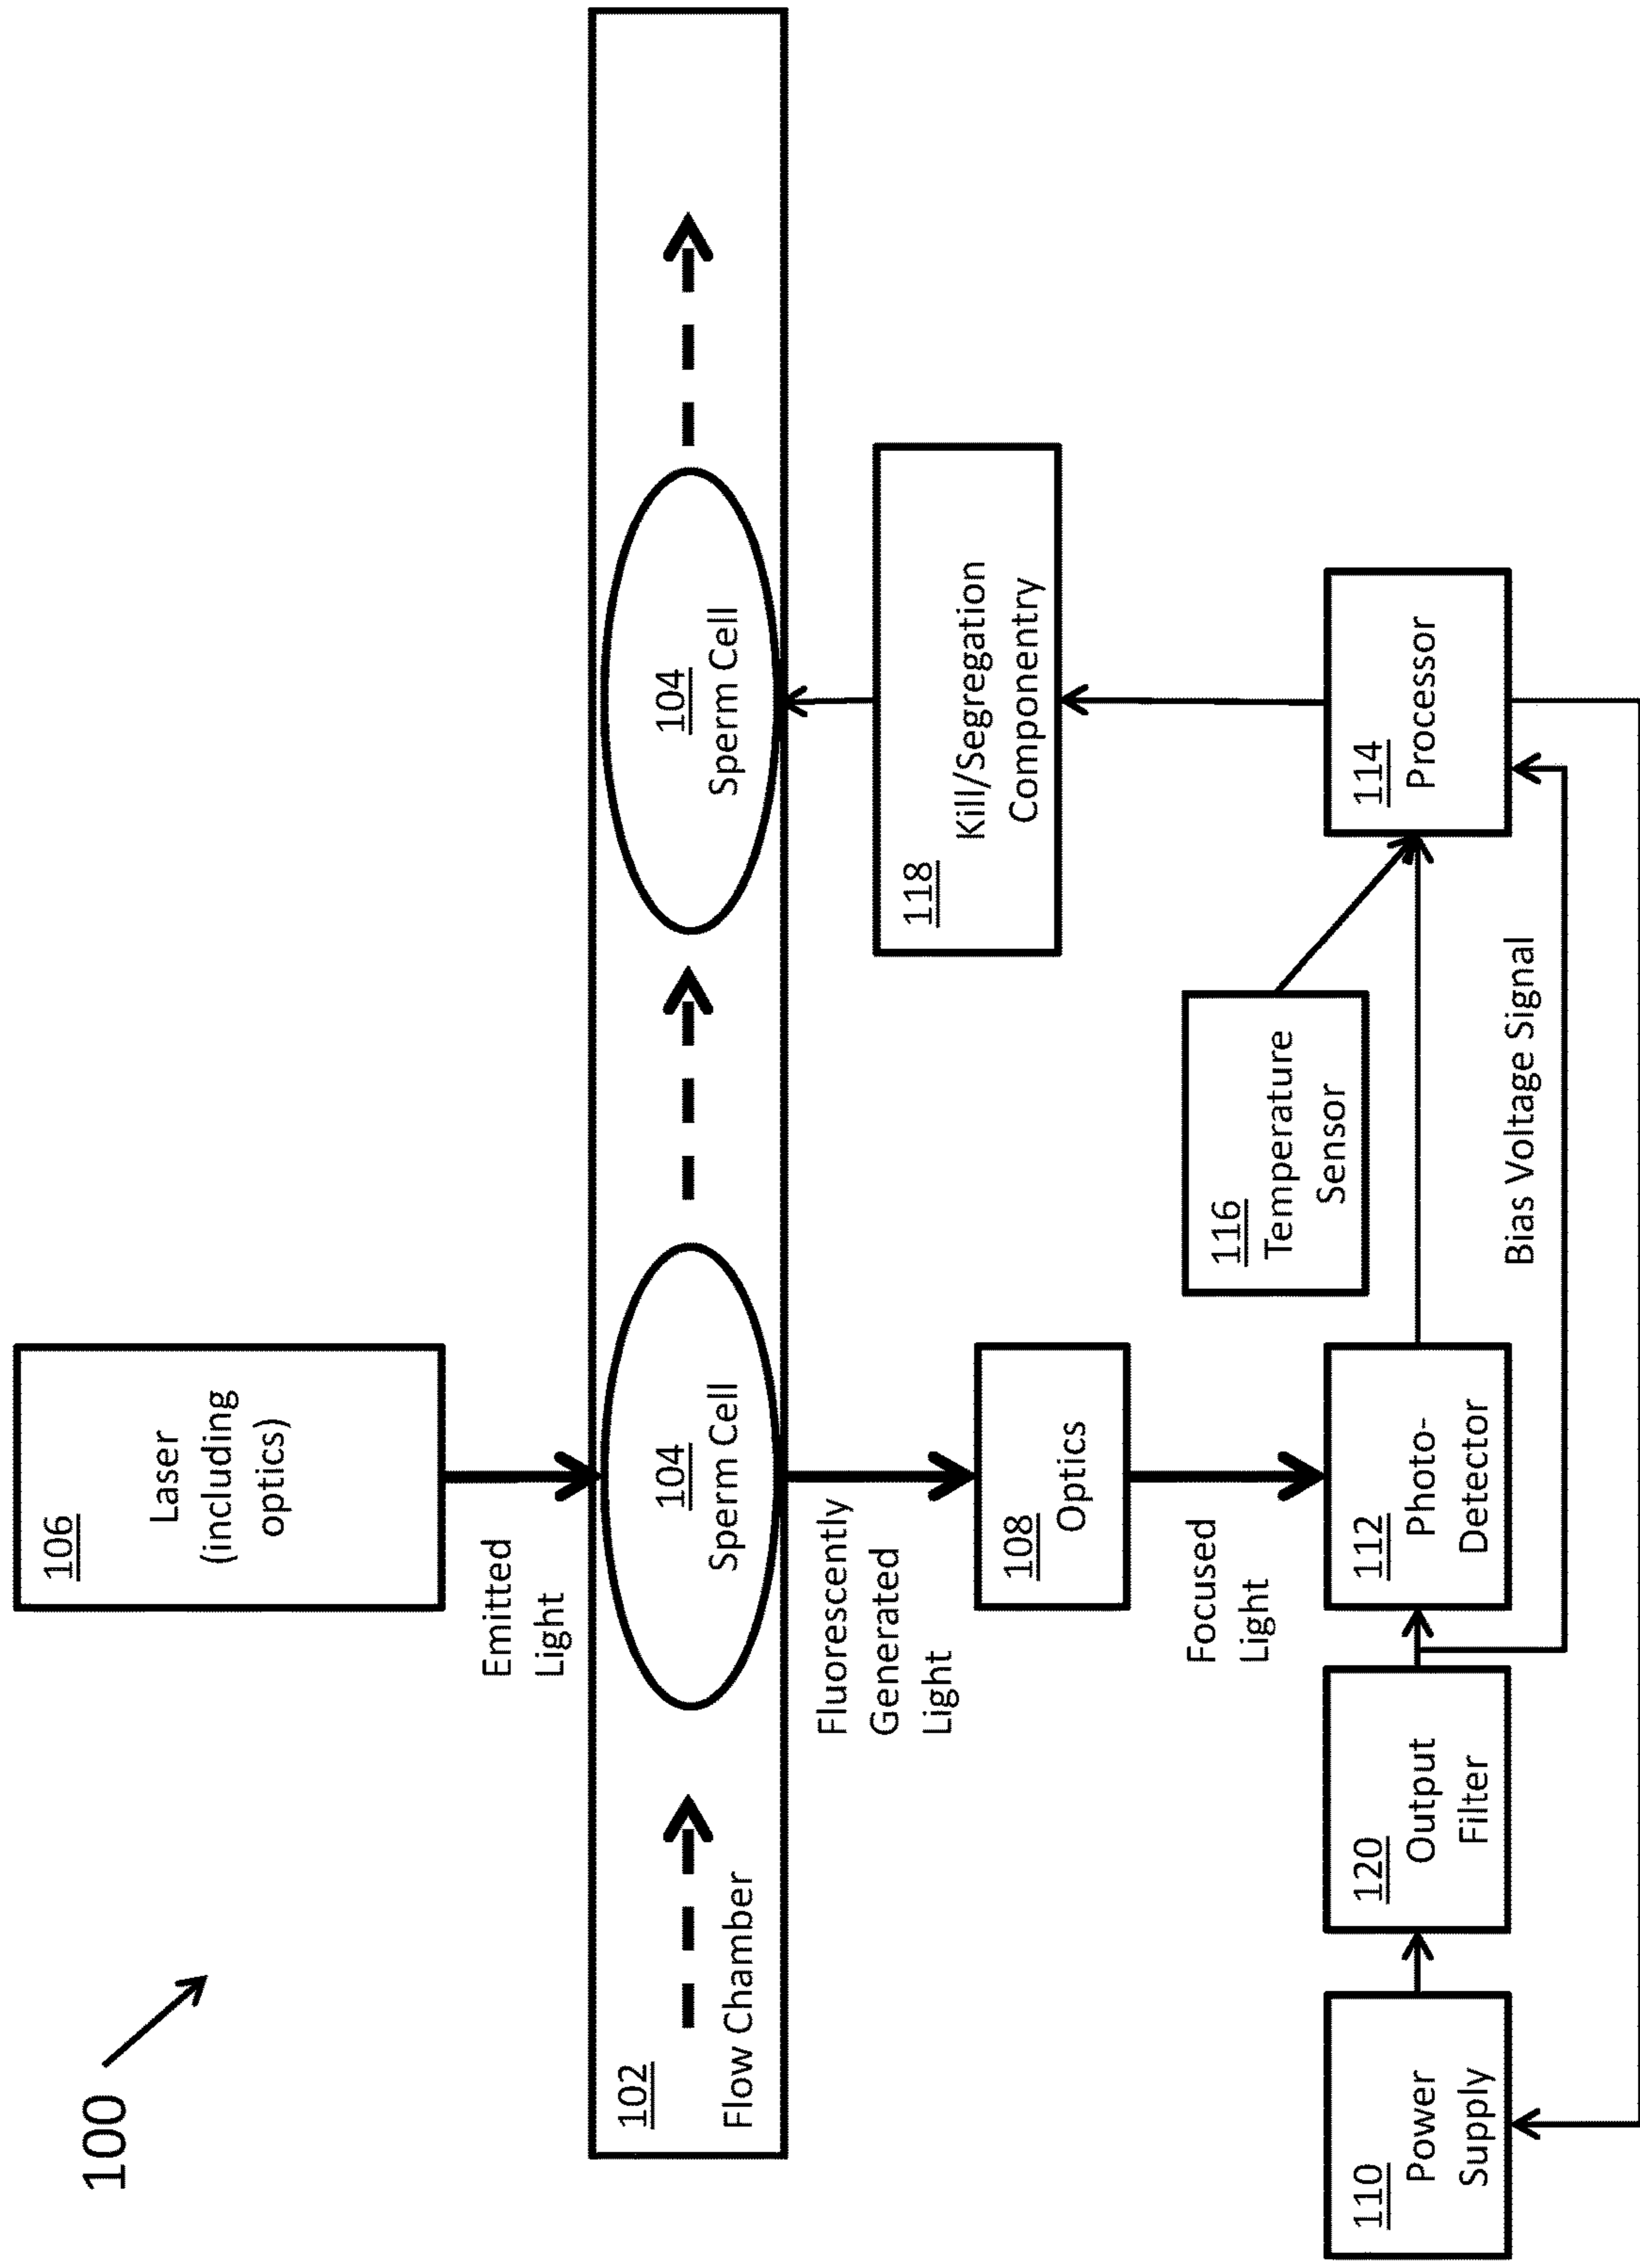 100
106
Laser
(including
optics)
Emitted
Light
102
Flow Chamber
104
Sperm Cell
104
Sperm Cell
Fluorescently
Generated
Light
118
Kill/Segregation
Componentry
108
Optics
Focused
Light
116
Temperature
Sensor
110
Power
Supply
120
Output
Filter
112
Photo-
Detector
114
Processor
Bias Voltage Signal